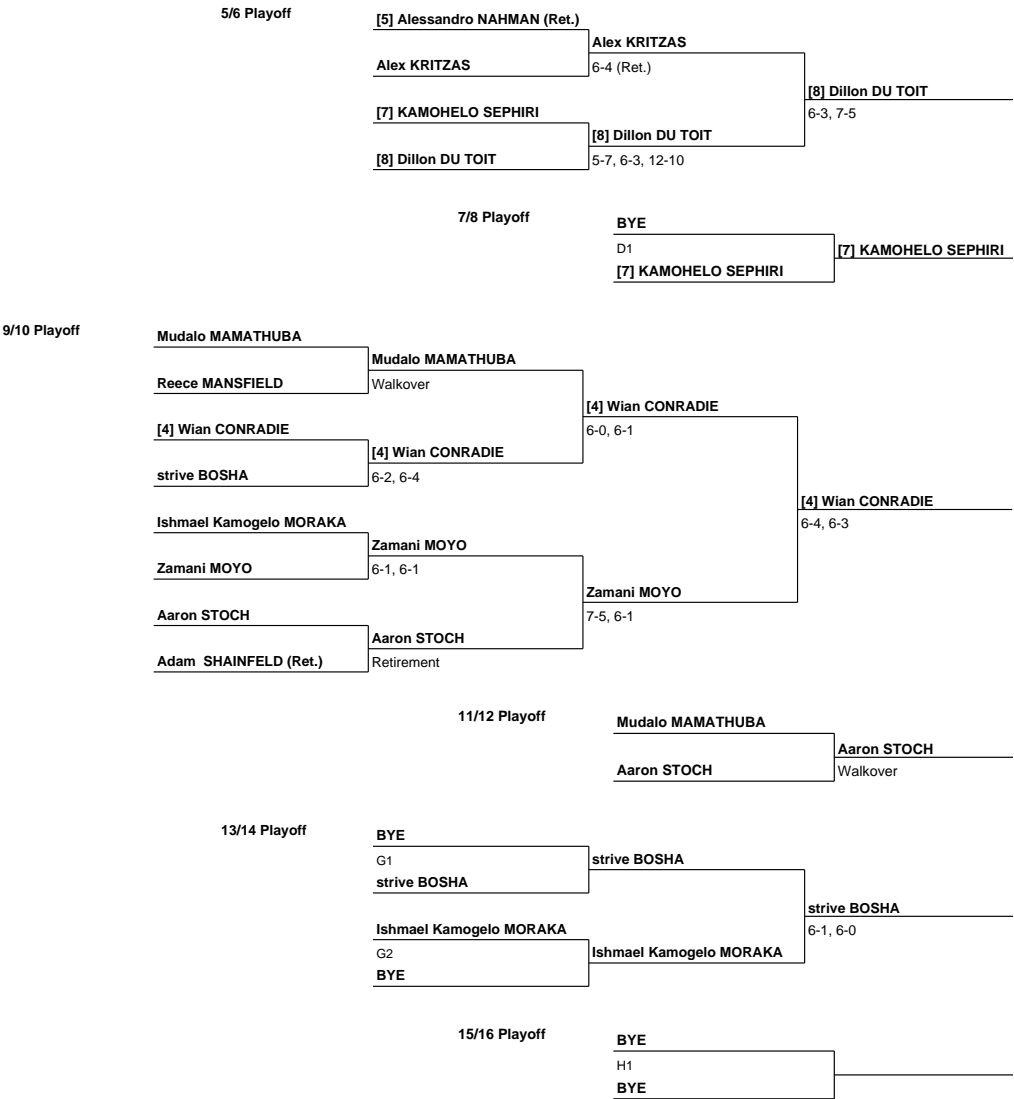 5/6 Playoff
[5] Alessandro NAHMAN (Ret.)
Alex KRITZAS
Alex KRITZAS
6-4 (Ret.)
[8] Dillon DU TOIT
6-3, 7-5
[7] KAMOHELO SEPHIRI
[8] Dillon DU TOIT
[8] Dillon DU TOIT
5-7, 6-3, 12-10
7/8 Playoff
BYE
D1
[7] KAMOHELO SEPHIRI
[7] KAMOHELO SEPHIRI
9/10 Playoff
Mudalo MAMATHUBA
Mudalo MAMATHUBA
Reece MANSFIELD
Walkover
[4] Wian CONRADIE
6-0, 6-1
[4] Wian CONRADIE
[4] Wian CONRADIE
strive BOSHA
6-2, 6-4
[4] Wian CONRADIE
6-4, 6-3
Ishmael Kamogelo MORAKA
Zamani MOYO
Zamani MOYO
6-1, 6-1
Zamani MOYO
7-5, 6-1
Aaron STOCH
Aaron STOCH
Adam  SHAINFELD (Ret.)
Retirement
11/12 Playoff
Mudalo MAMATHUBA
Aaron STOCH
Aaron STOCH
Walkover
13/14 Playoff
BYE
G1
strive BOSHA
strive BOSHA
strive BOSHA
6-1, 6-0
Ishmael Kamogelo MORAKA
G2
Ishmael Kamogelo MORAKA
BYE
15/16 Playoff
BYE
H1
BYE